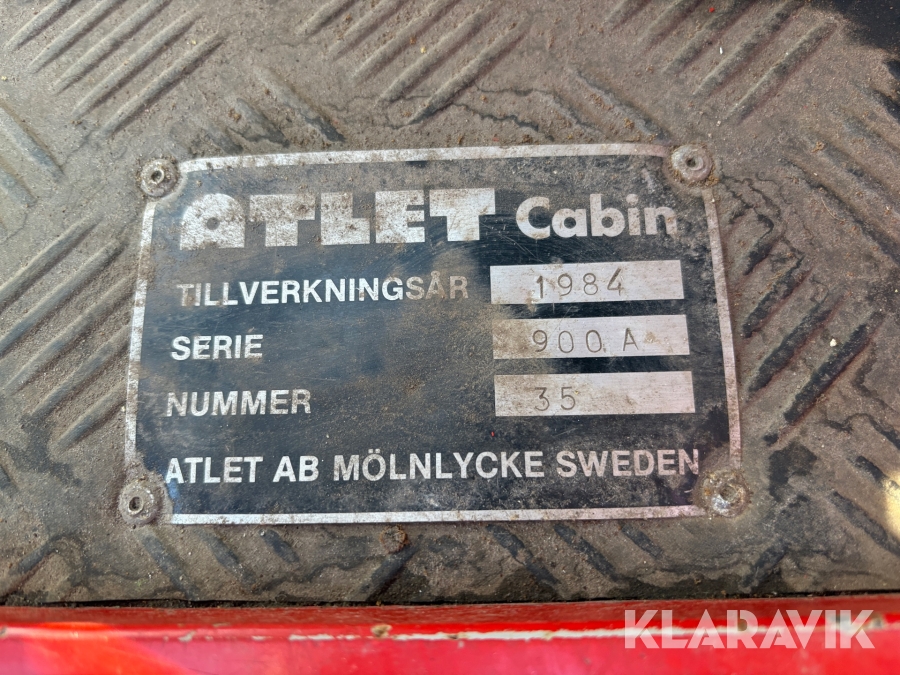 ATLET Cabin
TILLVERKNINGSÅR 1984
SERIE 900 A
NUMMER 35
ATLET AB MÖLNLYCKE SWEDEN
KLARAVIK